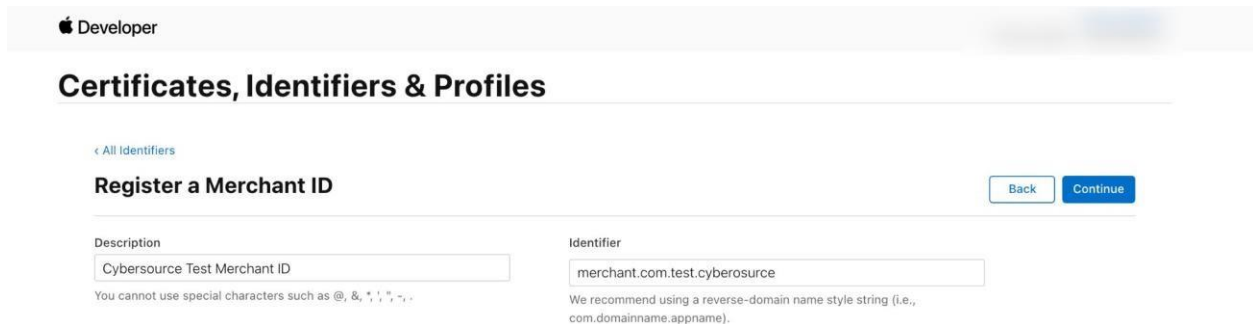 Developer
Certificates, Identifiers & Profiles
‹ All Identifiers
Register a Merchant ID
Back
Continue
Description
Identifier
Cybersource Test Merchant ID
merchant.com.test.cyberosurce
You cannot use special characters such as @, &, *, ', ", -, .
We recommend using a reverse-domain name style string (i.e.,
com.domainname.appname).